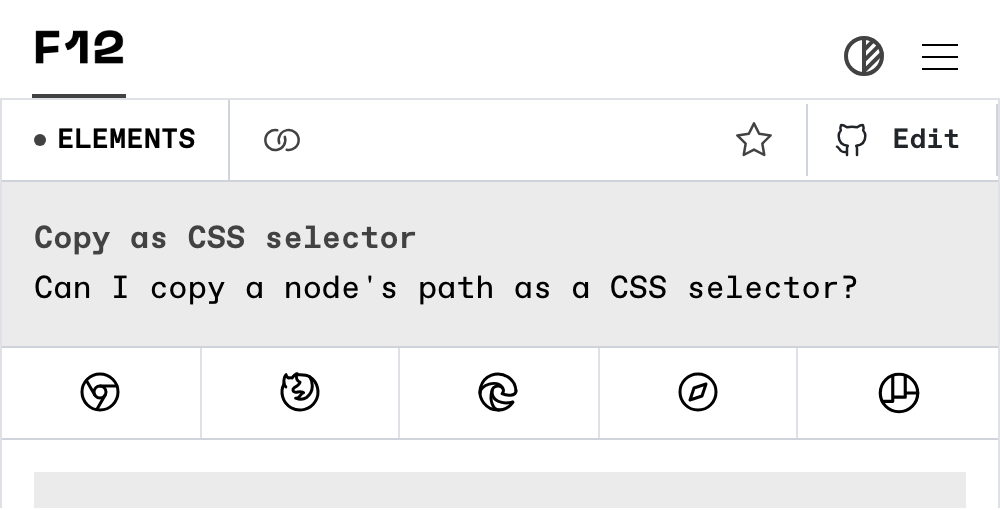 F12
ELEMENTS
Edit
Copy as CSS selector
Can I copy a node's path as a CSS selector?